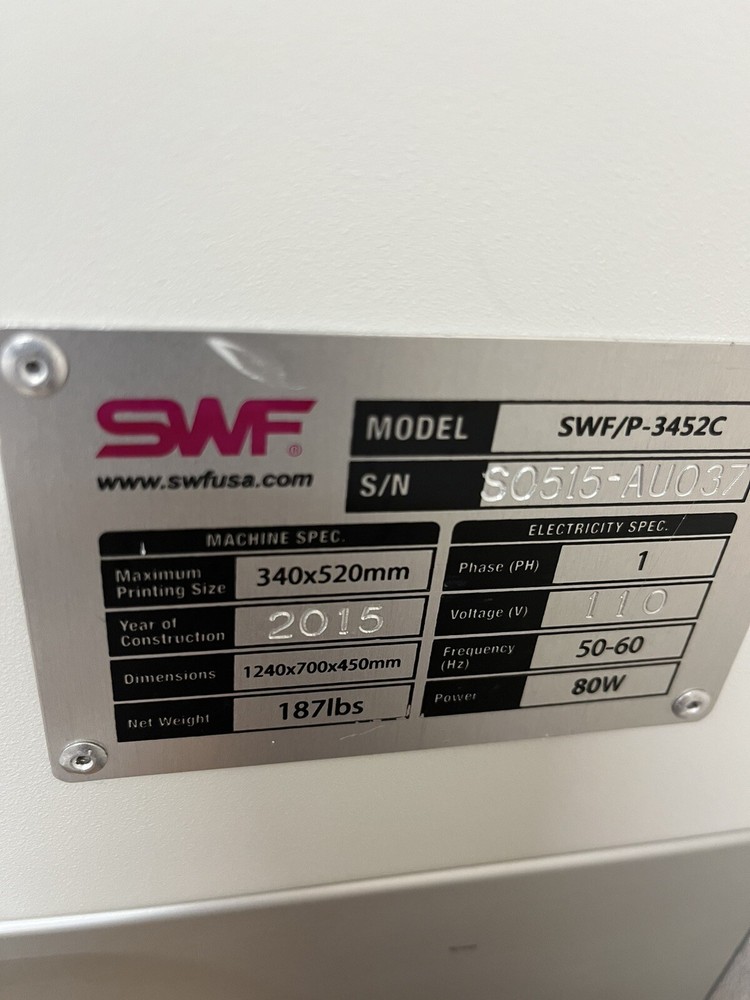 SWF®
www.swfusa.com
MODEL SWF/P-3452C
S/N SO515-AU037
MACHINE SPEC.
Maximum Printing Size 340x520mm
Year of Construction 2015
Dimensions 1240x700x450mm
Net Weight 187lbs
ELECTRICITY SPEC.
Phase (PH) 1
Voltage (V) 110
Frequency (Hz) 50-60
Power 80W